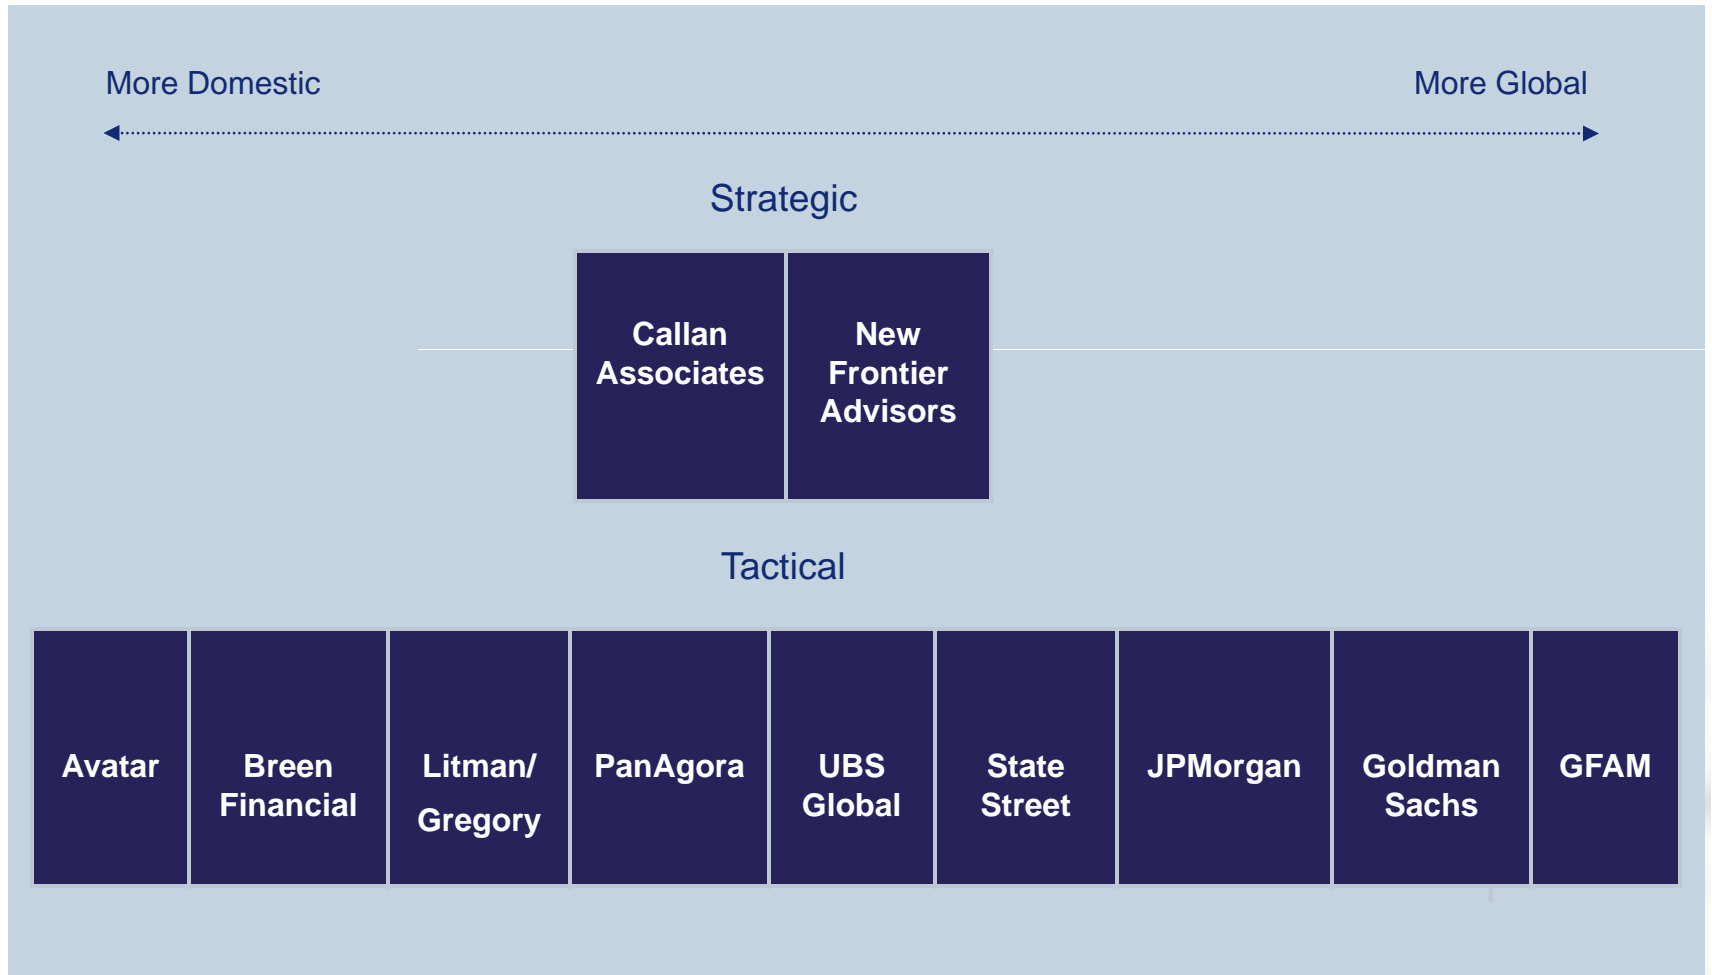 More Domestic
More Global
Strategic
Callan
Associates
New
Frontier
Advisors
Tactical
Avatar
Breen
Financial
Litman/
Gregory
PanAgora
UBS
Global
State
Street
JPMorgan
Goldman
Sachs
GFAM